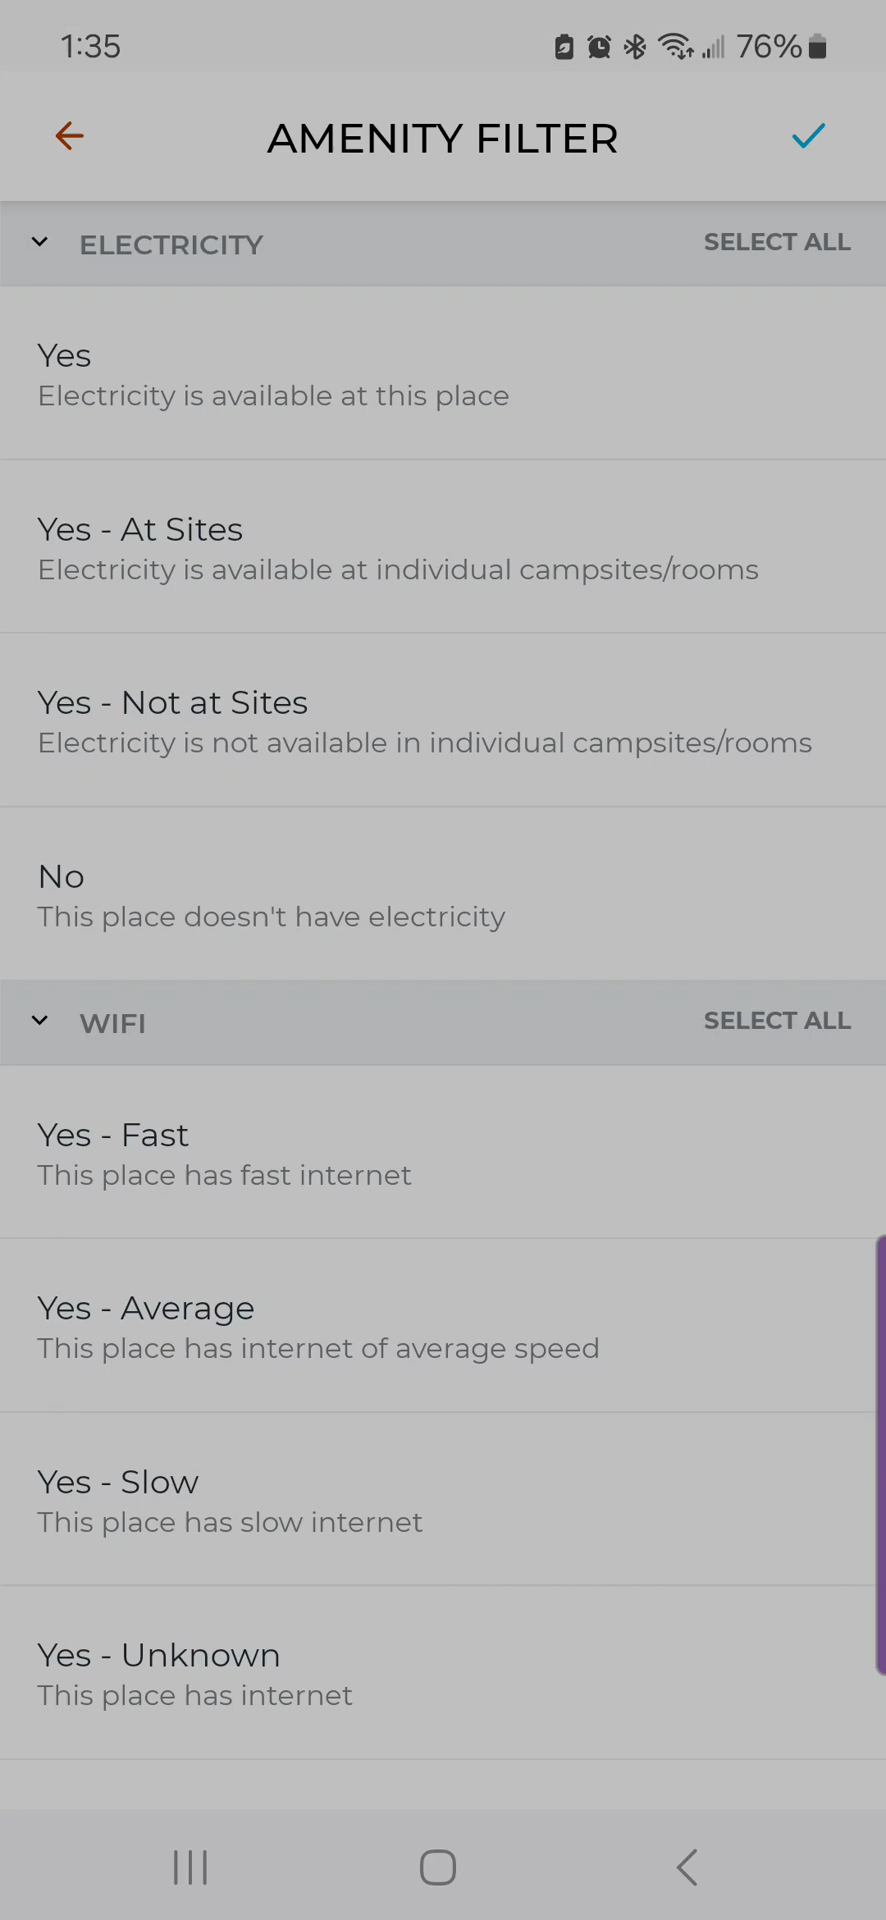 1:35
76%
AMENITY FILTER
ELECTRICITY
SELECT ALL
Yes
Electricity is available at this place
Yes - At Sites
Electricity is available at individual campsites/rooms
Yes - Not at Sites
Electricity is not available in individual campsites/rooms
No
This place doesn't have electricity
WIFI
SELECT ALL
Yes - Fast
This place has fast internet
Yes - Average
This place has internet of average speed
Yes - Slow
This place has slow internet
Yes - Unknown
This place has internet